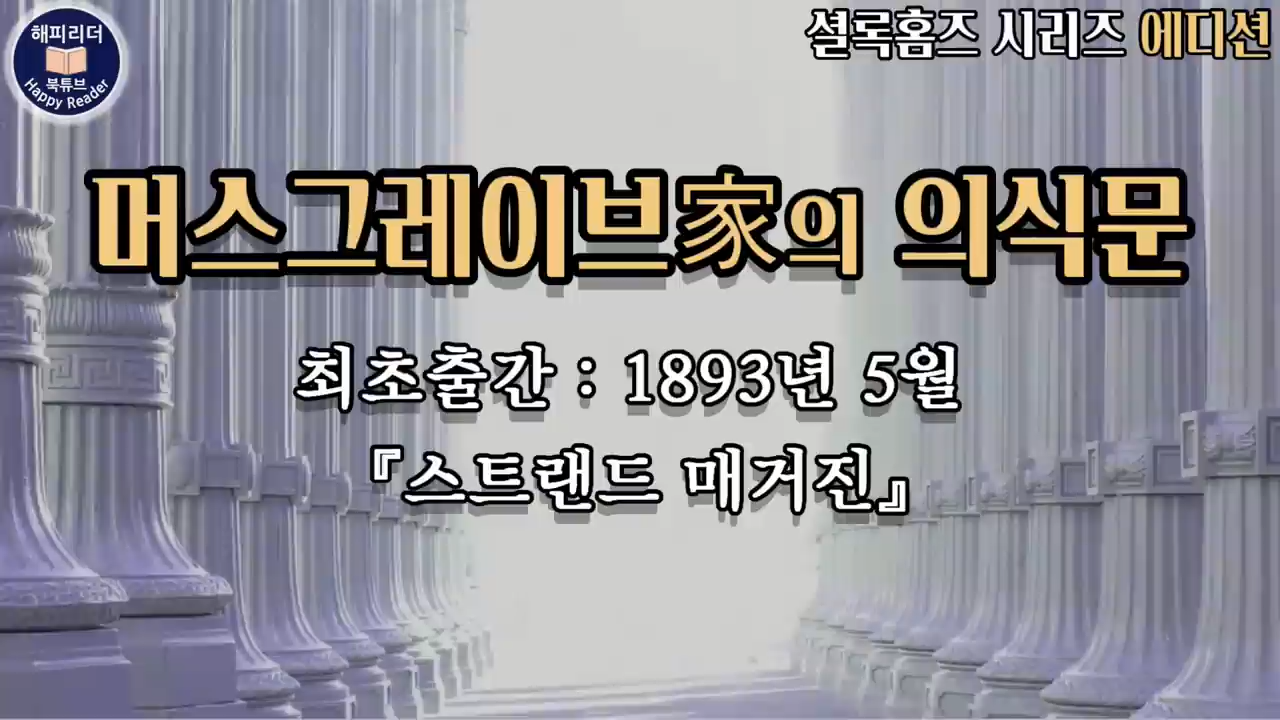 해피리더
북튜브
Happy Reader
셜록홈즈 시리즈 에디션
머스그레이브家의 의식문
최초출간 : 1893년 5월
『스트랜드 매거진』